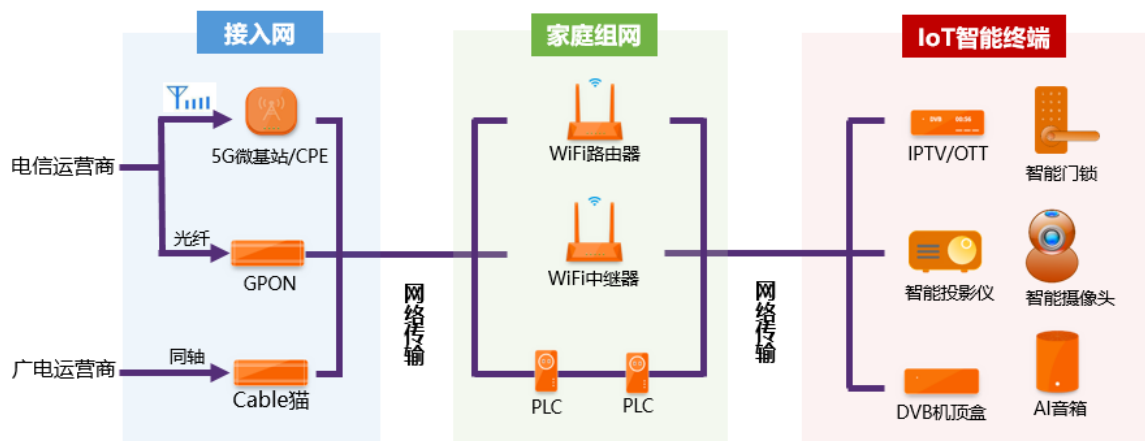 接入网
家庭组网
IoT智能终端
5G微基站/CPE
WiFi路由器
DVB 00:36
IPTV/OTT
智能门锁
电信运营商
光纤
GPON
WiFi中继器
智能投影仪
智能摄像头
网络传输
网络传输
广电运营商
同轴
Cable猫
PLC
PLC
DVB机顶盒
AI音箱